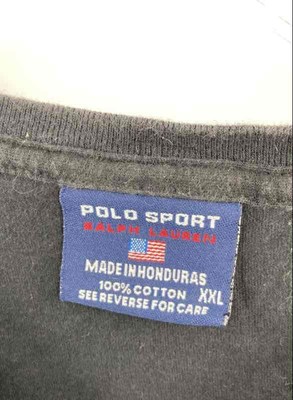 POLO SPORT
RALPH LAUREN
MADE IN HONDURAS
100% COTTON XXL
SEE REVERSE FOR CARE